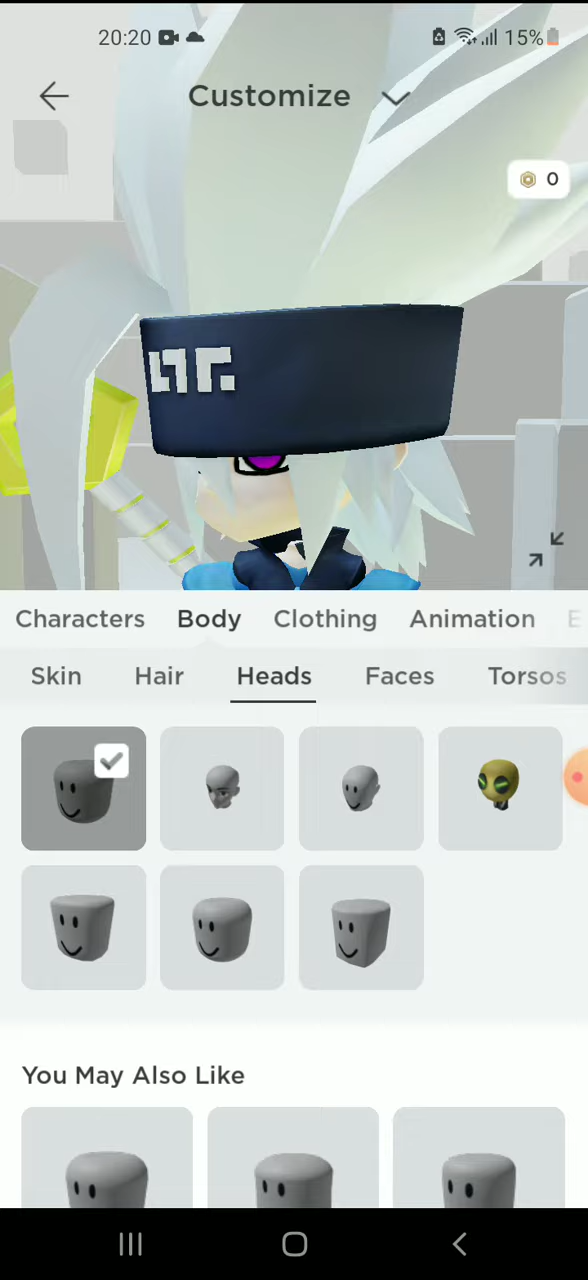 20:20
15%
Customize
0
Characters Body Clothing Animation E
Skin Hair Heads Faces Torsos
You May Also Like